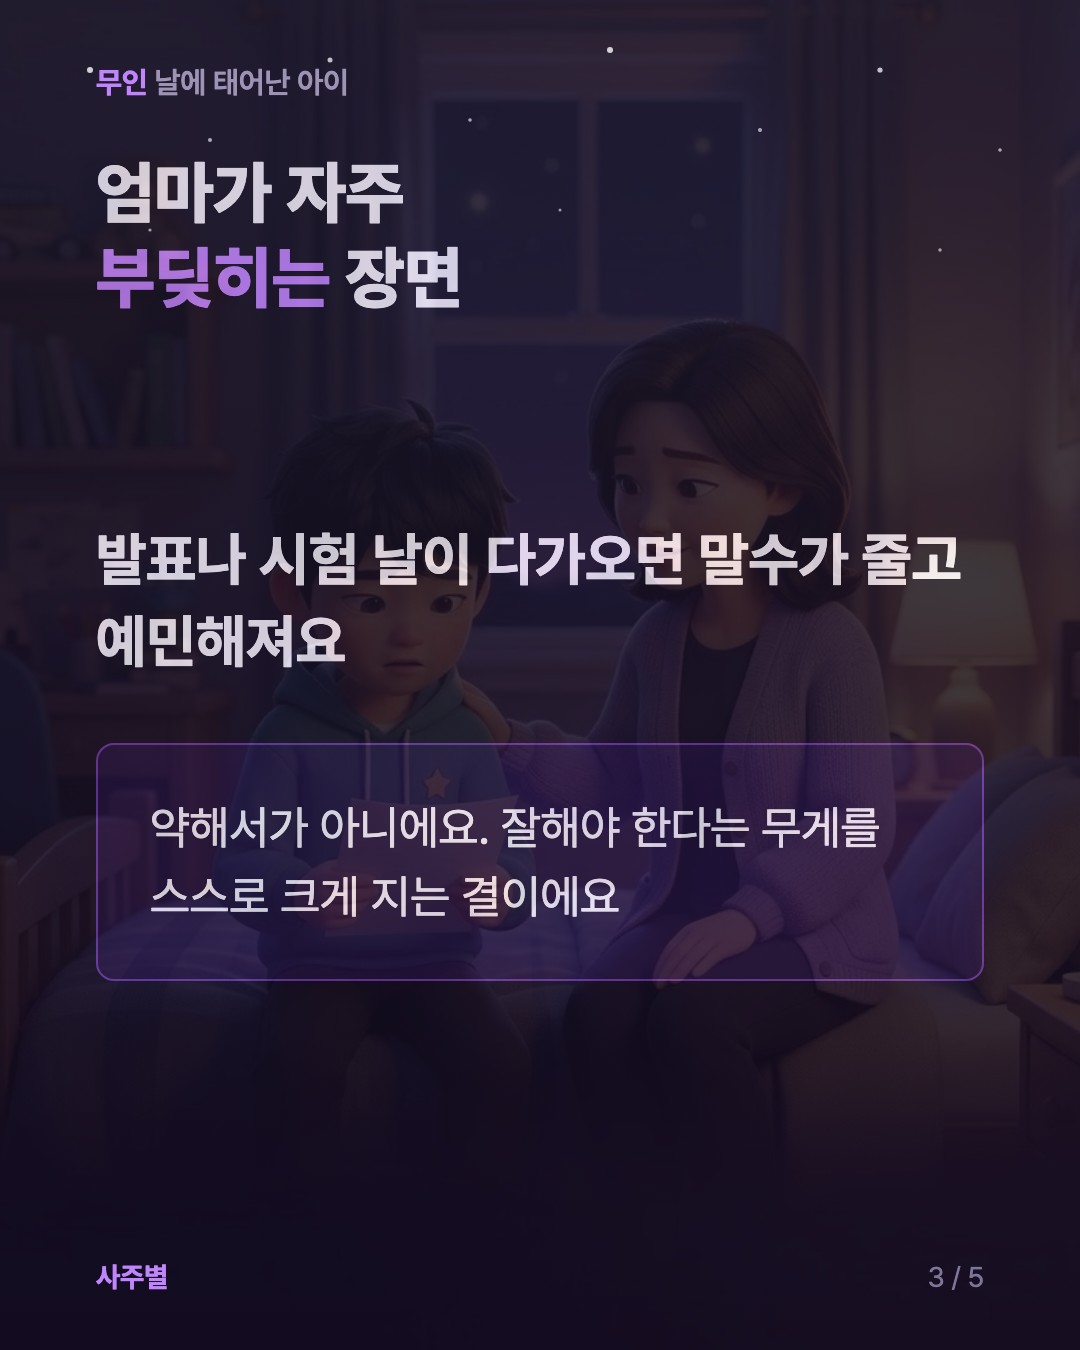 무인 날에 태어난 아이
엄마가 자주
부딪히는 장면
발표나 시험 날이 다가오면 말수가 줄고
예민해져요
약해서가 아니에요. 잘해야 한다는 무게를
스스로 크게 지는 결이에요
사주별
3 / 5